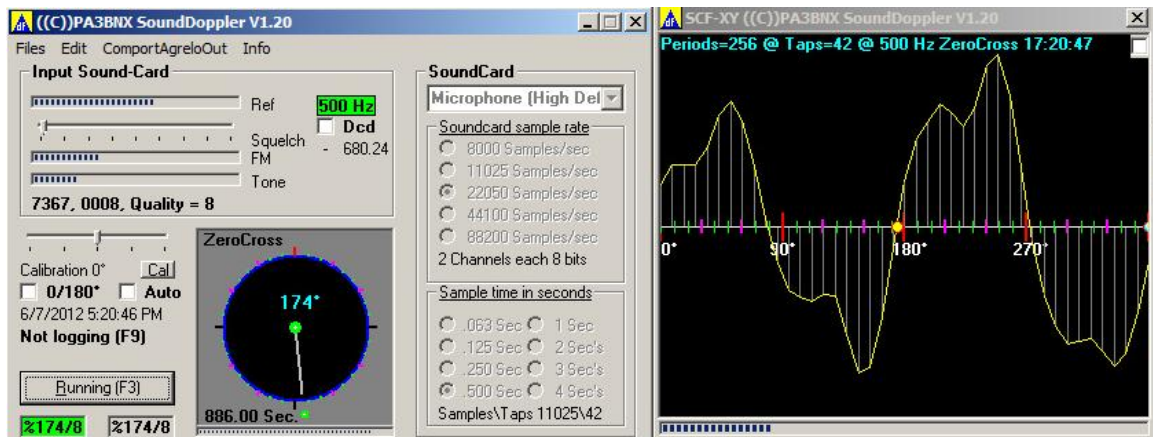 ((C))PA3BNX SoundDoppler V1.20
Files Edit ComportAgreloOut Info
Input Sound-Card
Ref
500 Hz
Dcd
Squelch - 680.24
FM
Tone
7367, 0008, Quality = 8
Calibration 0° Cal
0/180° Auto
6/7/2012 5:20:46 PM
Not logging (F9)
Running (F3)
%174/8 %174/8
ZeroCross
174°
886.00 Sec.
SoundCard
Microphone (High Def
Soundcard sample rate
8000 Samples/sec
11025 Samples/sec
22050 Samples/sec
44100 Samples/sec
88200 Samples/sec
2 Channels each 8 bits
Sample time in seconds
.063 Sec 1 Sec
.125 Sec 2 Sec's
.250 Sec 3 Sec's
.500 Sec 4 Sec's
Samples\Taps 11025\42
SCF-XY ((C))PA3BNX SoundDoppler V1.20
Periods=256 @ Taps=42 @ 500 Hz ZeroCross 17:20:47
0° 90° 180° 270°